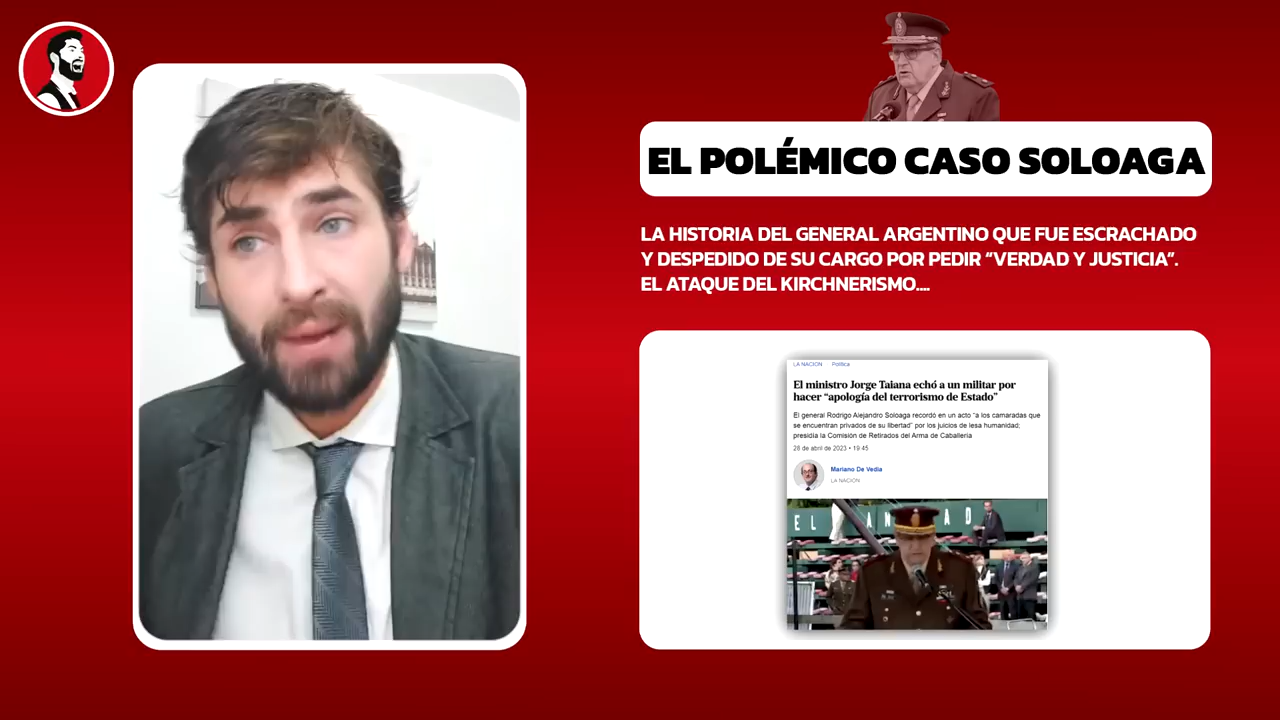 EL POLÉMICO CASO SOLOAGA
LA HISTORIA DEL GENERAL ARGENTINO QUE FUE ESCRACHADO
Y DESPEDIDO DE SU CARGO POR PEDIR “VERDAD Y JUSTICIA”.
EL ATAQUE DEL KIRCHNERISMO....
LA NACION Política
El ministro Jorge Taiana echó a un militar por
hacer “apología del terrorismo de Estado”
El general Rodrigo Alejandro Soloaga recordó en un acto “a los camaradas que
se encuentran privados de su libertad” por los juicios de lesa humanidad;
presidía la Comisión de Retirados del Arma de Caballería
28 de abril de 2023 • 19:45
Mariano De Vedia
LA NACION